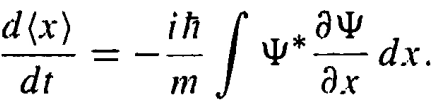 d⟨x⟩/dt = −iħ/m ∫ Ψ* ∂Ψ/∂x dx.